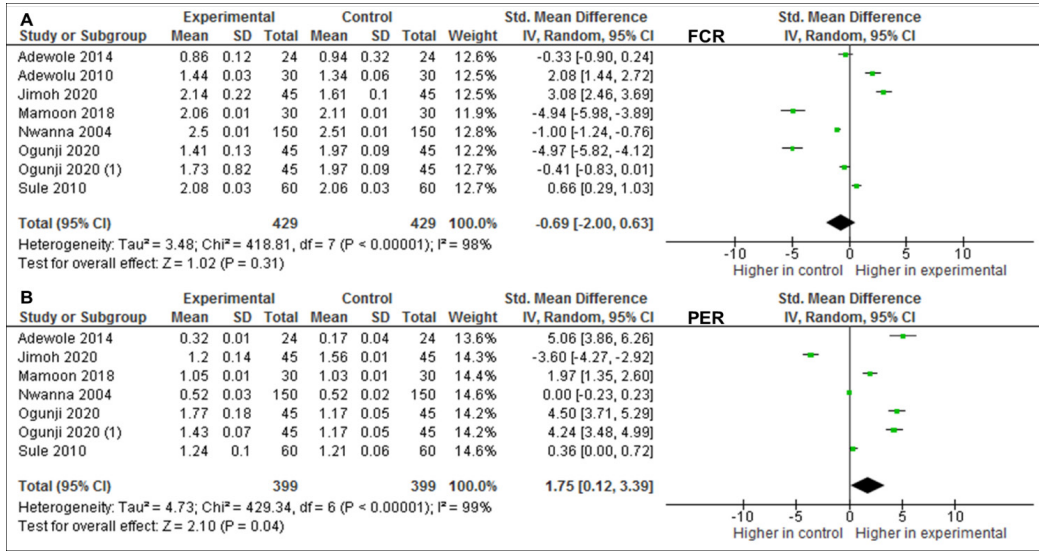 A Experimental Control Std. Mean Difference Std. Mean Difference
Study or Subgroup Mean SD Total Mean SD Total Weight IV, Random, 95% CI FCR IV, Random, 95% CI
Adewole 2014 0.86 0.12 24 0.94 0.32 24 12.6% -0.33 [-0.90, 0.24]
Adewolu 2010 1.44 0.03 30 1.34 0.06 30 12.5% 2.08 [1.44, 2.72]
Jimoh 2020 2.14 0.22 45 1.61 0.1 45 12.5% 3.08 [2.46, 3.69]
Mamoon 2018 2.06 0.01 30 2.11 0.01 30 11.9% -4.94 [-5.98, -3.89]
Nwanna 2004 2.5 0.01 150 2.51 0.01 150 12.8% -1.00 [-1.24, -0.76]
Ogunji 2020 1.41 0.13 45 1.97 0.09 45 12.2% -4.97 [-5.82, -4.12]
Ogunji 2020 (1) 1.73 0.82 45 1.97 0.09 45 12.7% -0.41 [-0.83, 0.01]
Sule 2010 2.08 0.03 60 2.06 0.03 60 12.7% 0.66 [0.29, 1.03]
Total (95% CI) 429 429 100.0% -0.69 [-2.00, 0.63]
Heterogeneity: Tau² = 3.48; Chi² = 418.81, df = 7 (P < 0.00001); I² = 98%
Test for overall effect: Z = 1.02 (P = 0.31)
-10 -5 0 5 10
Higher in control Higher in experimental
B Experimental Control Std. Mean Difference Std. Mean Difference
Study or Subgroup Mean SD Total Mean SD Total Weight IV, Random, 95% CI PER IV, Random, 95% CI
Adewole 2014 0.32 0.01 24 0.17 0.04 24 13.6% 5.06 [3.86, 6.26]
Jimoh 2020 1.2 0.14 45 1.56 0.01 45 14.3% -3.60 [-4.27, -2.92]
Mamoon 2018 1.05 0.01 30 1.03 0.01 30 14.4% 1.97 [1.35, 2.60]
Nwanna 2004 0.52 0.03 150 0.52 0.02 150 14.6% 0.00 [-0.23, 0.23]
Ogunji 2020 1.77 0.18 45 1.17 0.05 45 14.2% 4.50 [3.71, 5.29]
Ogunji 2020 (1) 1.43 0.07 45 1.17 0.05 45 14.2% 4.24 [3.48, 4.99]
Sule 2010 1.24 0.1 60 1.21 0.06 60 14.6% 0.36 [0.00, 0.72]
Total (95% CI) 399 399 100.0% 1.75 [0.12, 3.39]
Heterogeneity: Tau² = 4.73; Chi² = 429.34, df = 6 (P < 0.00001); I² = 99%
Test for overall effect: Z = 2.10 (P = 0.04)
-10 -5 0 5 10
Higher in control Higher in experimental